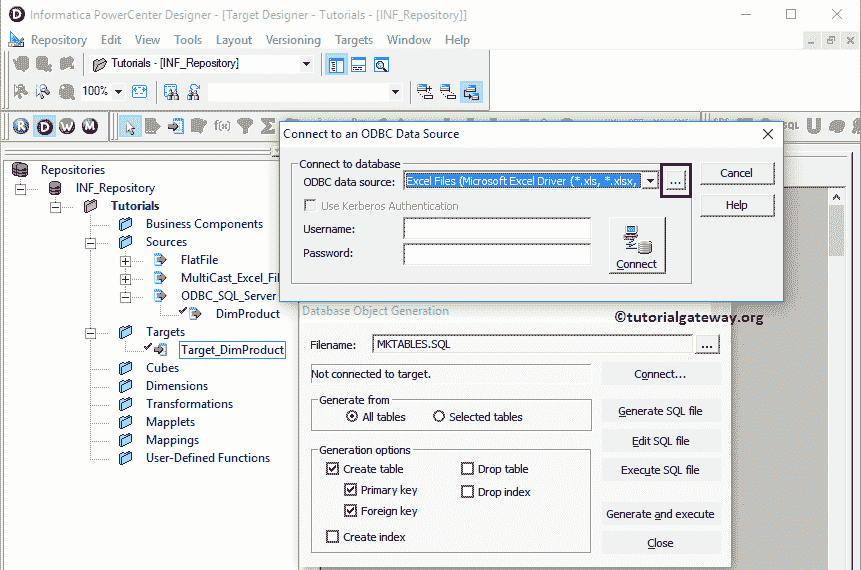 Informatica PowerCenter Designer - [Target Designer - Tutorials - [INF_Repository]]
Repository Edit View Tools Layout Versioning Targets Window Help
Tutorials - [INF_Repository]
100%
R D W M f(x) Σ
Connect to an ODBC Data Source
Connect to database
ODBC data source: Excel Files (Microsoft Excel Driver (*.xls, *.xlsx, ...
Cancel
Use Kerberos Authentication
Help
Username:
Password:
Connect
Repositories
INF_Repository
Tutorials
Business Components
Sources
FlatFile
MultiCast_Excel_Fil
ODBC_SQL_Server
DimProduct
Targets
Target_DimProduct
Cubes
Dimensions
Transformations
Mapplets
Mappings
User-Defined Functions
Database Object Generation
©tutorialgateway.org
Filename: MKTABLES.SQL ...
Not connected to target. Connect...
Generate from
All tables Selected tables
Generate SQL file
Edit SQL file
Generation options
Create table Drop table
Execute SQL file
Primary key Drop index
Foreign key
Generate and execute
Create index
Close